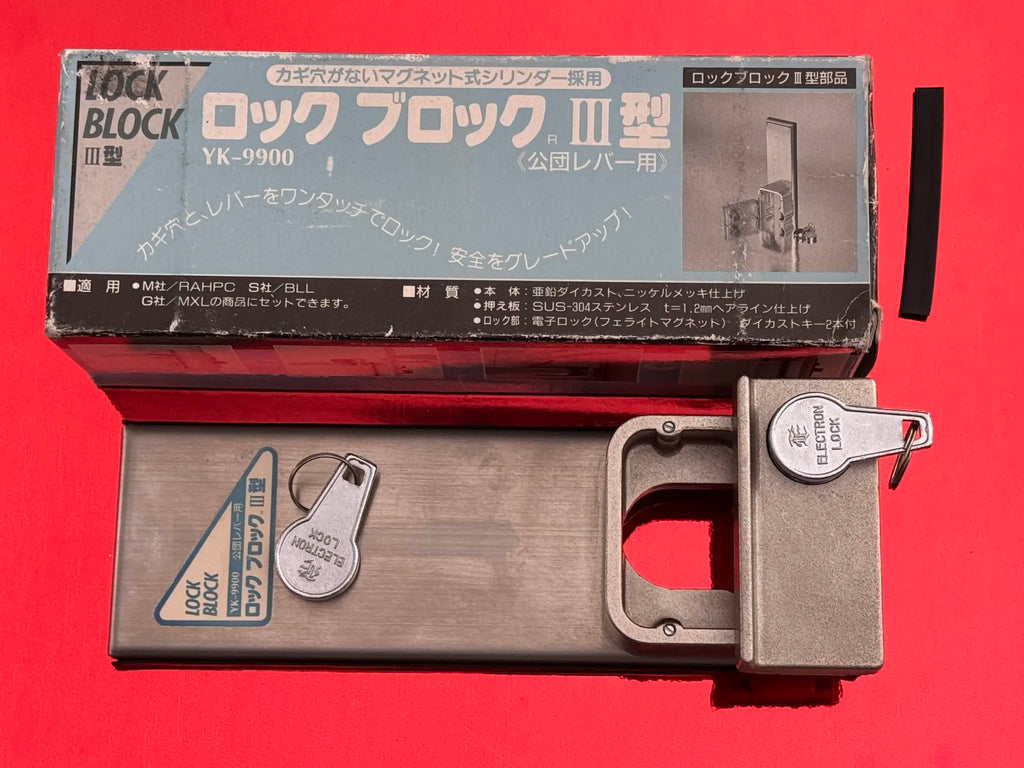 LOCK
BLOCK
III型
カギ穴がないマグネット式シリンダー採用
ロック ブロック R III型
YK-9900
《公団レバー用》
カギ穴と、レバーをワンタッチでロック! 安全をグレードアップ!
ロックブロックIII型部品
■適 用 ●M社/RAHPC S社/BLL
G社/MXLの商品にセットできます。
■材 質 ●本 体:亜鉛ダイカスト、ニッケルメッキ仕上げ
●押え板:SUS-304ステンレス t=1.2mmヘアライン仕上げ
●ロック部:電子ロック(フェライトマグネット) ダイカストキー2本付
ELECTRON
LOCK
ELECTRON
LOCK
LOCK
BLOCK
YK-9900 公団レバー用
ロック ブロック III型